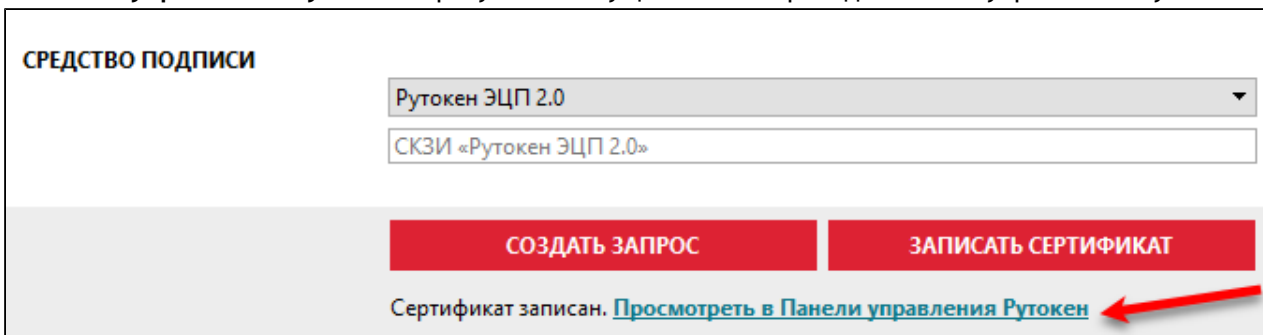 СРЕДСТВО ПОДПИСИ
Рутокен ЭЦП 2.0
СКЗИ «Рутокен ЭЦП 2.0»
СОЗДАТЬ ЗАПРОС
ЗАПИСАТЬ СЕРТИФИКАТ
Сертификат записан. Просмотреть в Панели управления Рутокен